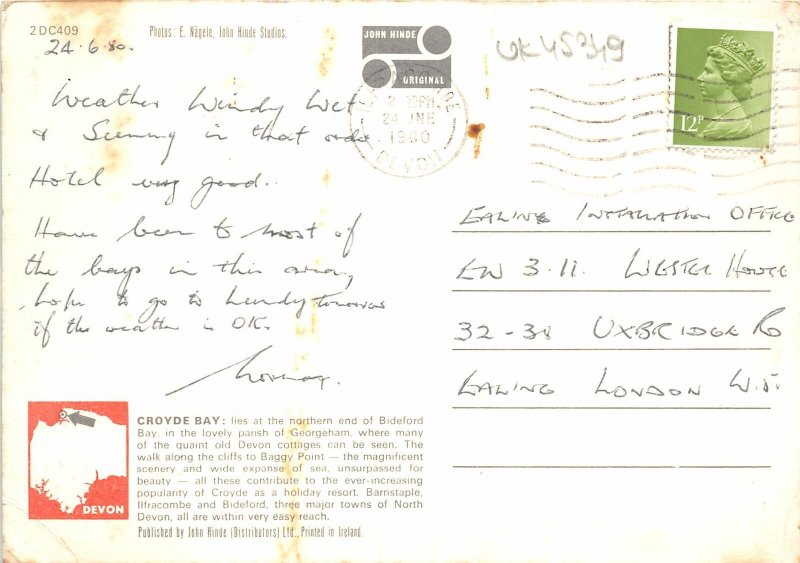 2DC409
Photos: E. Nägele, John Hinde Studios.
24.6.80.
JOHN HINDE
ORIGINAL
UK45349
24 JNE
1980
DEVON
12P
Weather Windy Wet
& Sunning in that order
Hotel very good.
Have been to most of
the bays in this area,
hope to go to Lundy tomorrow
if the weather is OK.
Norman.
EALING INSTALLATION OFFICE
EW 3.11. WESTEL HOUSE
32-38 UXBRIDGE RD
EALING LONDON W.5.
DEVON
CROYDE BAY: lies at the northern end of Bideford
Bay, in the lovely parish of Georgeham, where many
of the quaint old Devon cottages can be seen. The
walk along the cliffs to Baggy Point — the magnificent
scenery and wide expanse of sea, unsurpassed for
beauty — all these contribute to the ever-increasing
popularity of Croyde as a holiday resort. Barnstaple,
Ilfracombe and Bideford, three major towns of North
Devon, all are within very easy reach.
Published by John Hinde (Distributors) Ltd., Printed in Ireland.